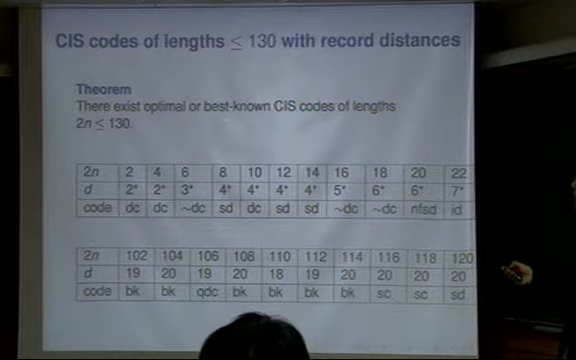 CIS codes of lengths ≤ 130 with record distances
Theorem
There exist optimal or best-known CIS codes of lengths
2n ≤ 130.
2n 2 4 6 8 10 12 14 16 18 20 22
d 2* 2* 3* 4* 4* 4* 4* 5* 6* 6* 7*
code dc dc ~dc sd dc sd sd ~dc ~dc nfsd id
2n 102 104 106 108 110 112 114 116 118 120
d 19 20 19 20 18 19 20 20 20 20
code bk bk qdc bk bk bk bk sc sc sd